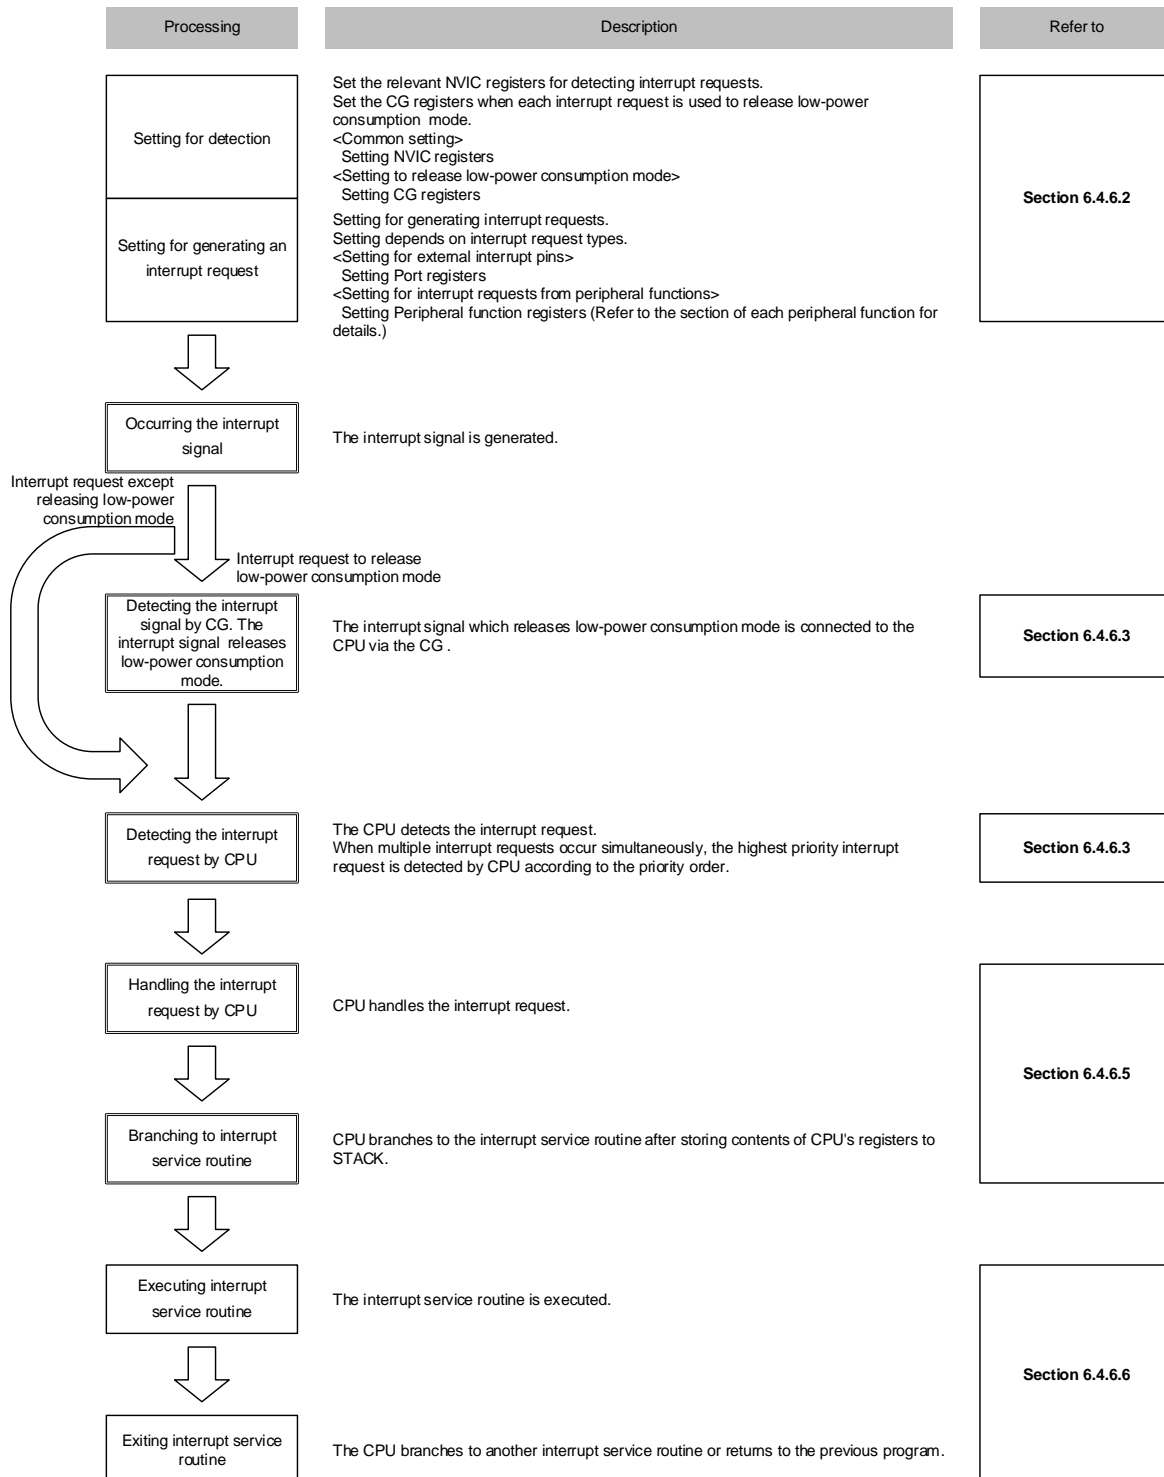 Processing
Description
Refer to
Setting for detection
Set the relevant NVIC registers for detecting interrupt requests.
Set the CG registers when each interrupt request is used to release low-power
consumption mode.
<Common setting>
Setting NVIC registers
<Setting to release low-power consumption mode>
Setting CG registers
Section 6.4.6.2
Setting for generating an
interrupt request
Setting for generating interrupt requests.
Setting depends on interrupt request types.
<Setting for external interrupt pins>
Setting Port registers
<Setting for interrupt requests from peripheral functions>
Setting Peripheral function registers (Refer to the section of each peripheral function for
details.)
Occurring the interrupt
signal
The interrupt signal is generated.
Interrupt request except
releasing low-power
consumption mode
Interrupt request to release
low-power consumption mode
Detecting the interrupt
signal by CG. The
interrupt signal releases
low-power consumption
mode.
The interrupt signal which releases low-power consumption mode is connected to the
CPU via the CG .
Section 6.4.6.3
Detecting the interrupt
request by CPU
The CPU detects the interrupt request.
When multiple interrupt requests occur simultaneously, the highest priority interrupt
request is detected by CPU according to the priority order.
Section 6.4.6.3
Handling the interrupt
request by CPU
CPU handles the interrupt request.
Section 6.4.6.5
Branching to interrupt
service routine
CPU branches to the interrupt service routine after storing contents of CPU's registers to
STACK.
Executing interrupt
service routine
The interrupt service routine is executed.
Section 6.4.6.6
Exiting interrupt service
routine
The CPU branches to another interrupt service routine or returns to the previous program.